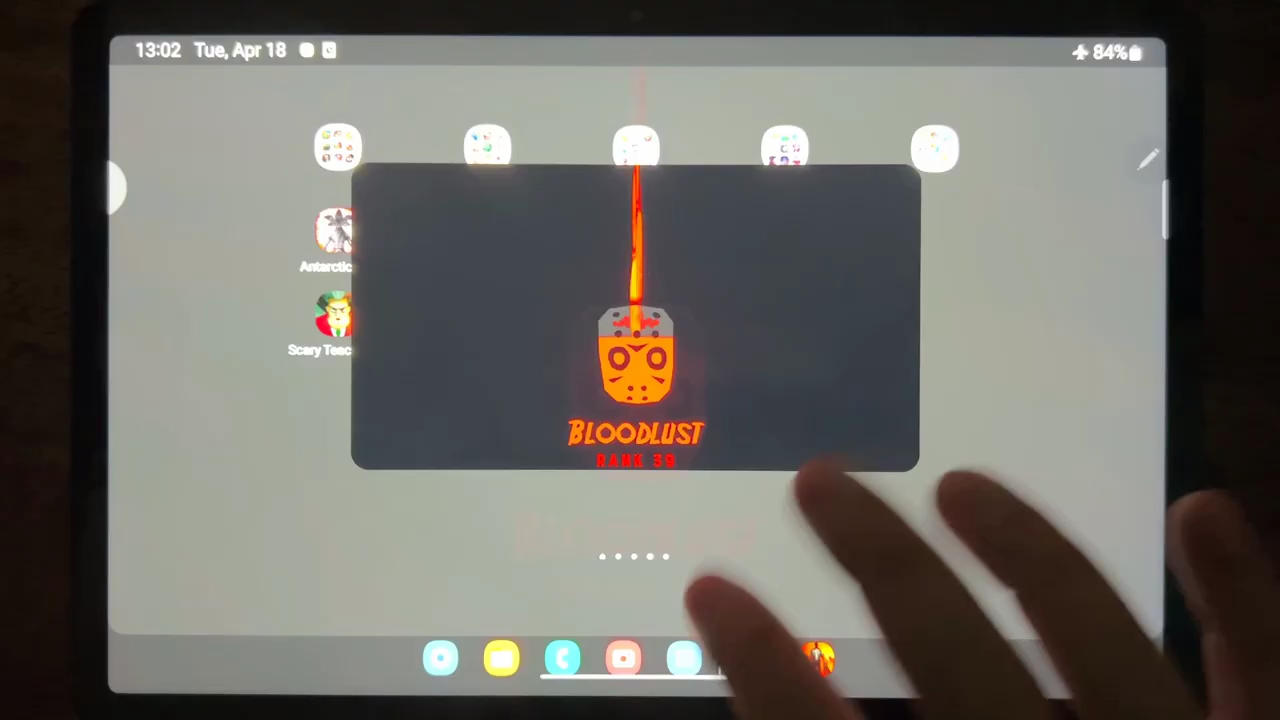 13:02 Tue, Apr 18
84%
Antarctic
Scary Teac
BLOODLUST
RANK 39